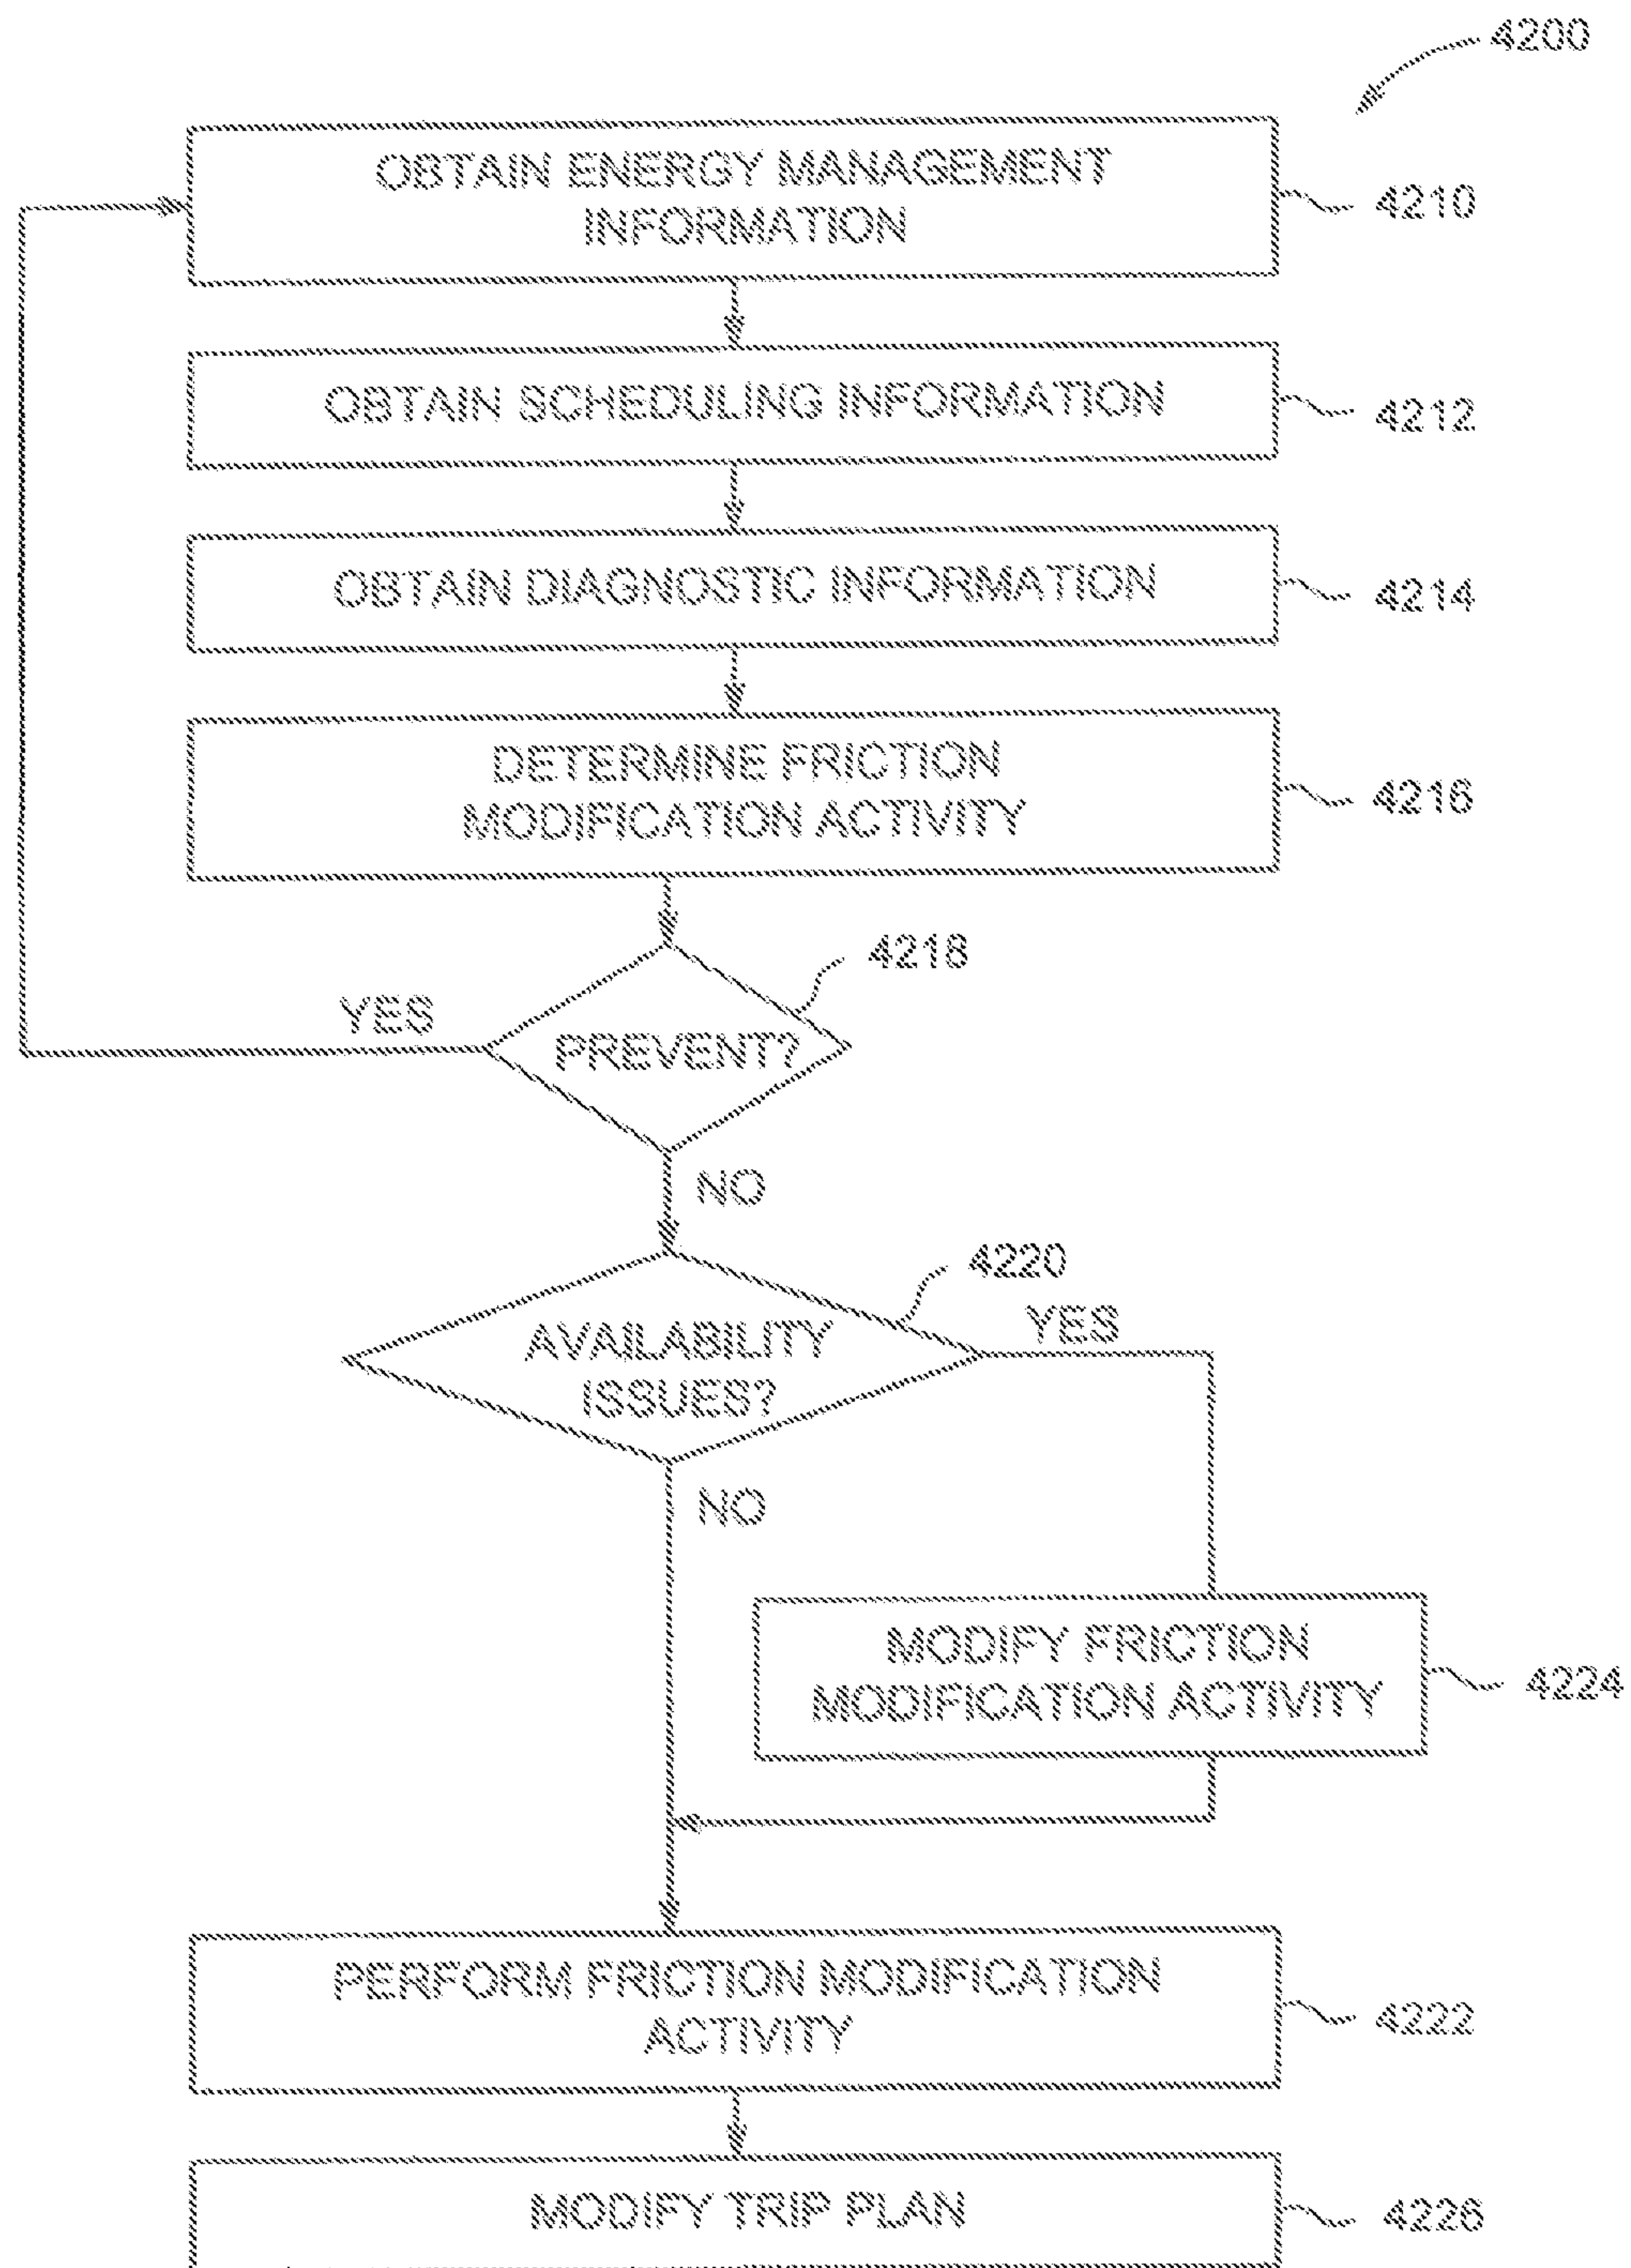 4200
OBTAIN ENERGY MANAGEMENT
INFORMATION
4210
OBTAIN SCHEDULING INFORMATION
4212
OBTAIN DIAGNOSTIC INFORMATION
4214
DETERMINE FRICTION
MODIFICATION ACTIVITY
4216
4218
YES
PREVENT?
NO
4220
YES
AVAILABILITY
ISSUES?
NO
MODIFY FRICTION
MODIFICATION ACTIVITY
4224
PERFORM FRICTION MODIFICATION
ACTIVITY
4222
MODIFY TRIP PLAN
4226